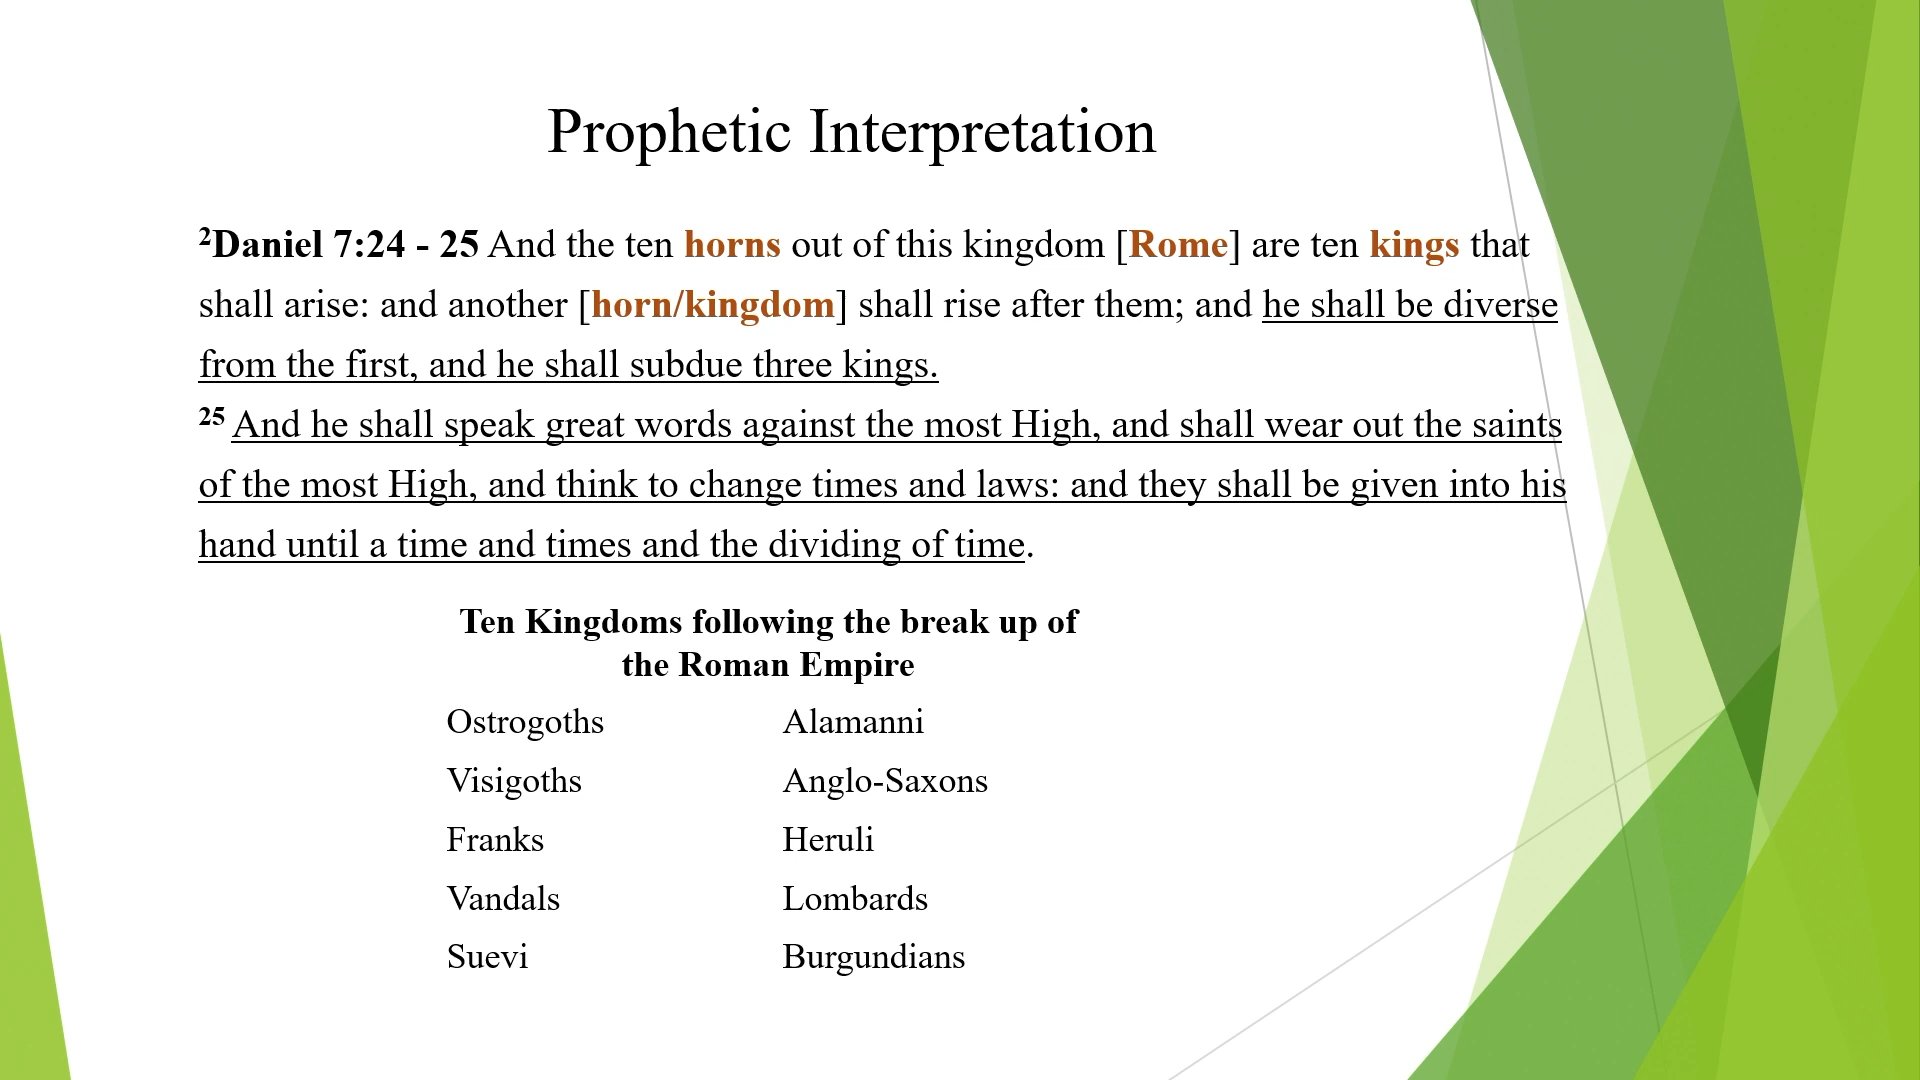 Prophetic Interpretation
²Daniel 7:24 - 25 And the ten horns out of this kingdom [Rome] are ten kings that
shall arise: and another [horn/kingdom] shall rise after them; and he shall be diverse
from the first, and he shall subdue three kings.
²⁵ And he shall speak great words against the most High, and shall wear out the saints
of the most High, and think to change times and laws: and they shall be given into his
hand until a time and times and the dividing of time.
Ten Kingdoms following the break up of
the Roman Empire
Ostrogoths Alamanni
Visigoths Anglo-Saxons
Franks Heruli
Vandals Lombards
Suevi Burgundians